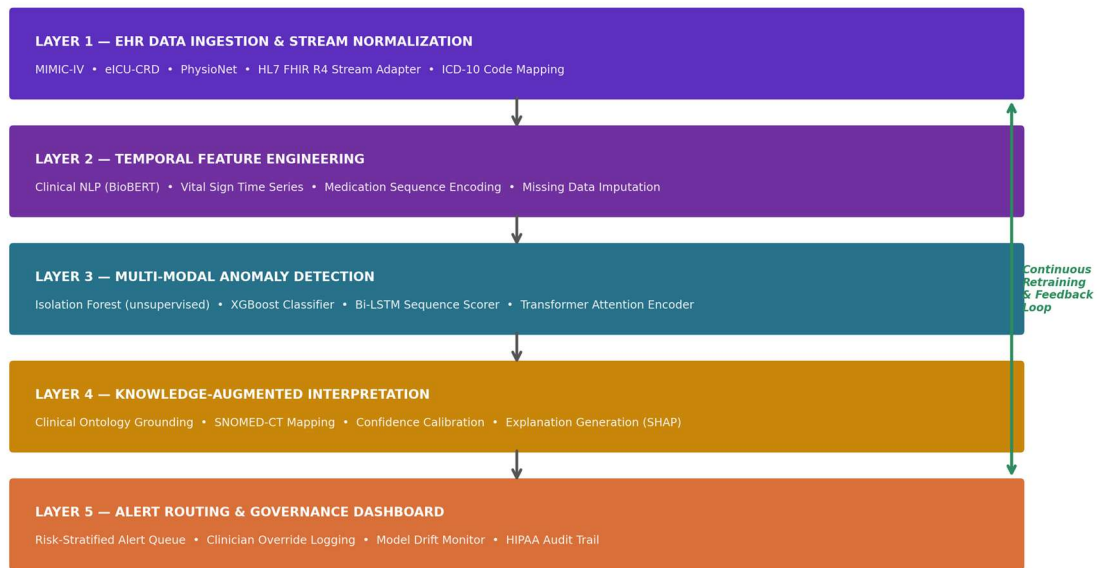 LAYER 1 — EHR DATA INGESTION & STREAM NORMALIZATION
MIMIC-IV • eICU-CRD • PhysioNet • HL7 FHIR R4 Stream Adapter • ICD-10 Code Mapping
LAYER 2 — TEMPORAL FEATURE ENGINEERING
Clinical NLP (BioBERT) • Vital Sign Time Series • Medication Sequence Encoding • Missing Data Imputation
LAYER 3 — MULTI-MODAL ANOMALY DETECTION
Isolation Forest (unsupervised) • XGBoost Classifier • Bi-LSTM Sequence Scorer • Transformer Attention Encoder
Continuous
Retraining
& Feedback
Loop
LAYER 4 — KNOWLEDGE-AUGMENTED INTERPRETATION
Clinical Ontology Grounding • SNOMED-CT Mapping • Confidence Calibration • Explanation Generation (SHAP)
LAYER 5 — ALERT ROUTING & GOVERNANCE DASHBOARD
Risk-Stratified Alert Queue • Clinician Override Logging • Model Drift Monitor • HIPAA Audit Trail